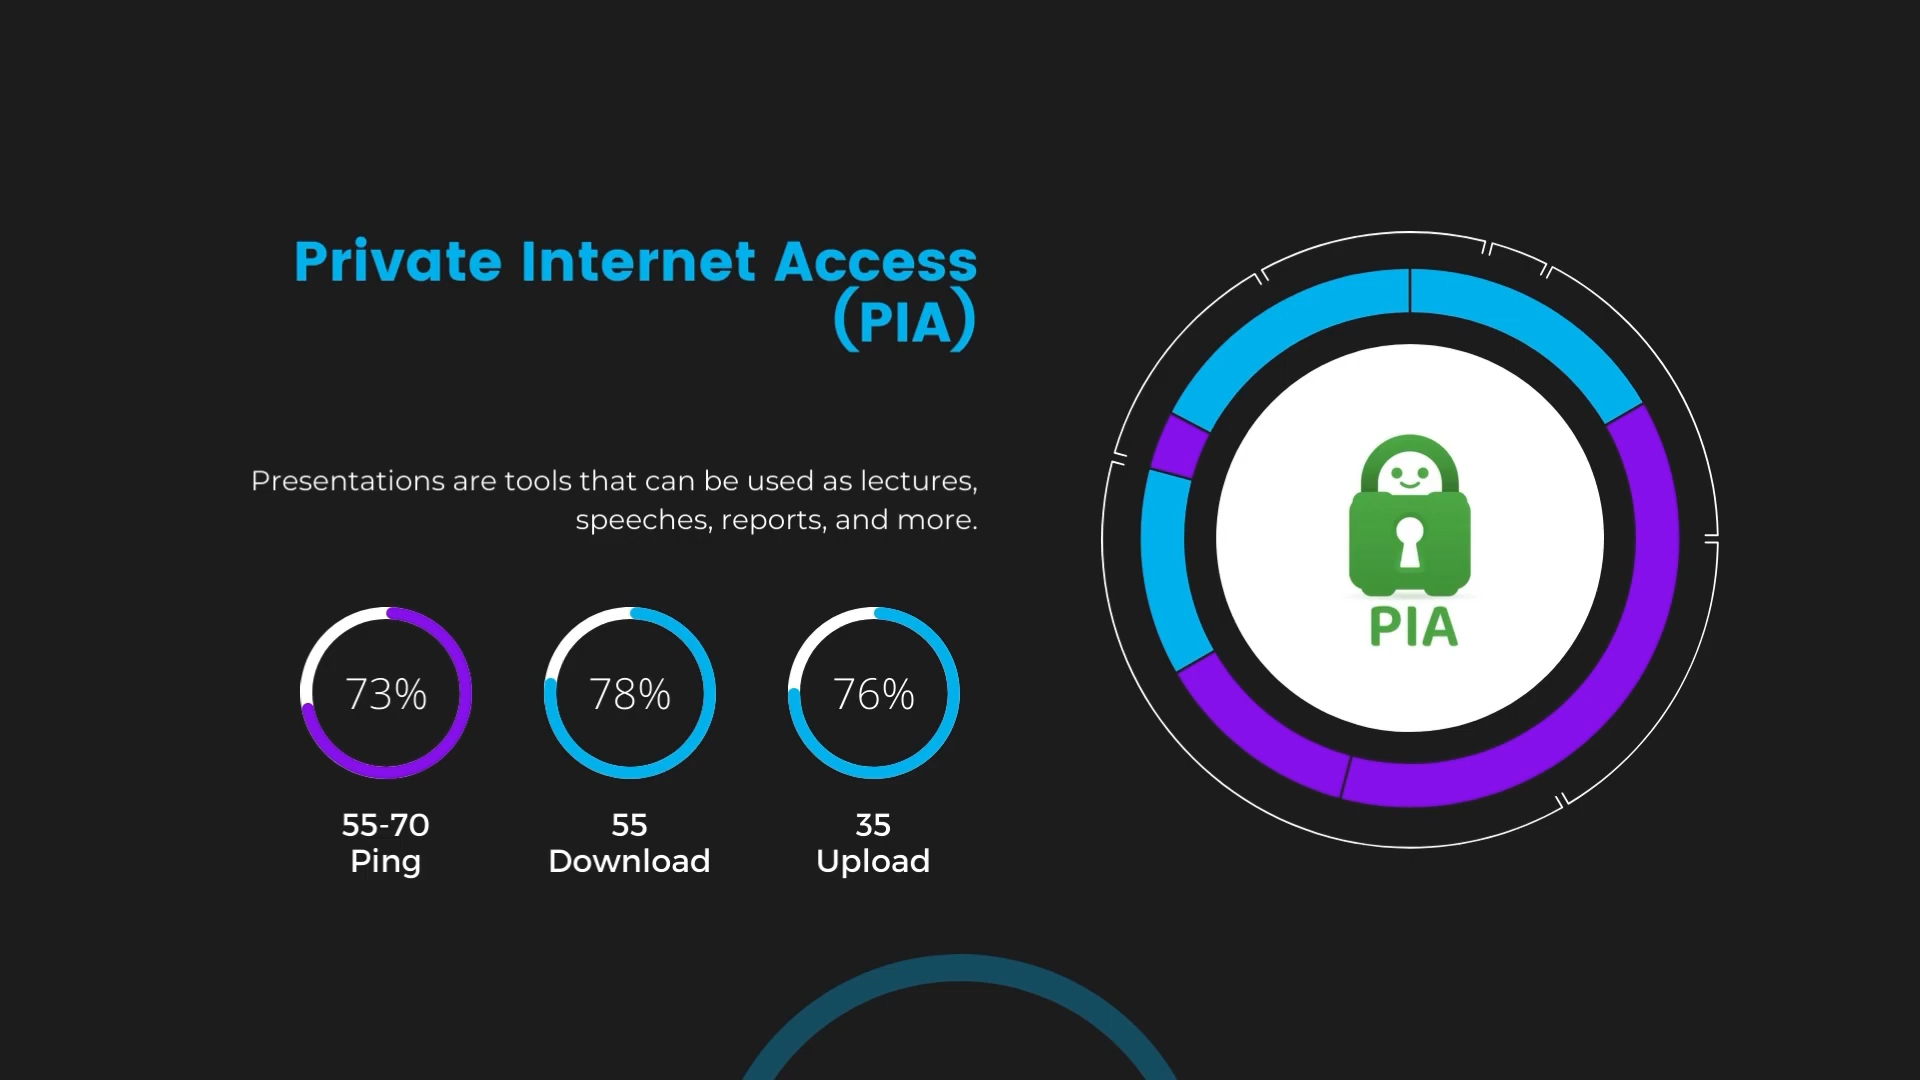 Private Internet Access
(PIA)
Presentations are tools that can be used as lectures,
speeches, reports, and more.
73%
78%
76%
55-70
Ping
55
Download
35
Upload
PIA